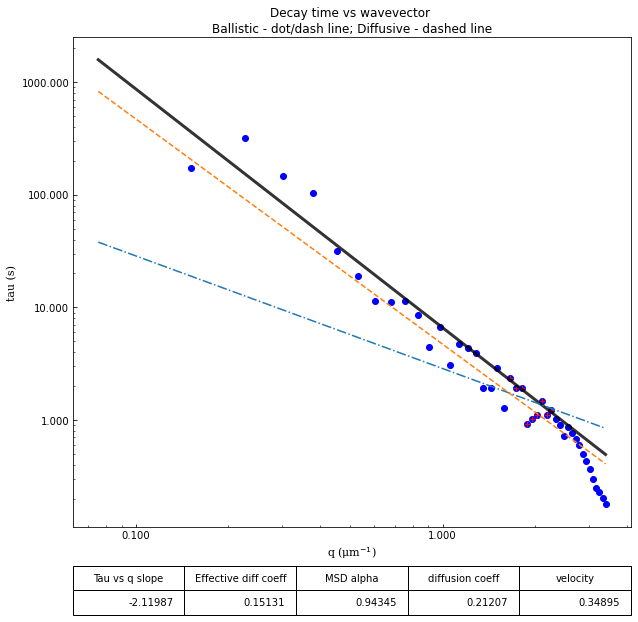 Decay time vs wavevector
Ballistic - dot/dash line; Diffusive - dashed line
1000.000
100.000
10.000
1.000
tau (s)
0.100 1.000
q (μm⁻¹)
Tau vs q slope Effective diff coeff MSD alpha diffusion coeff velocity
-2.11987 0.15131 0.94345 0.21207 0.34895